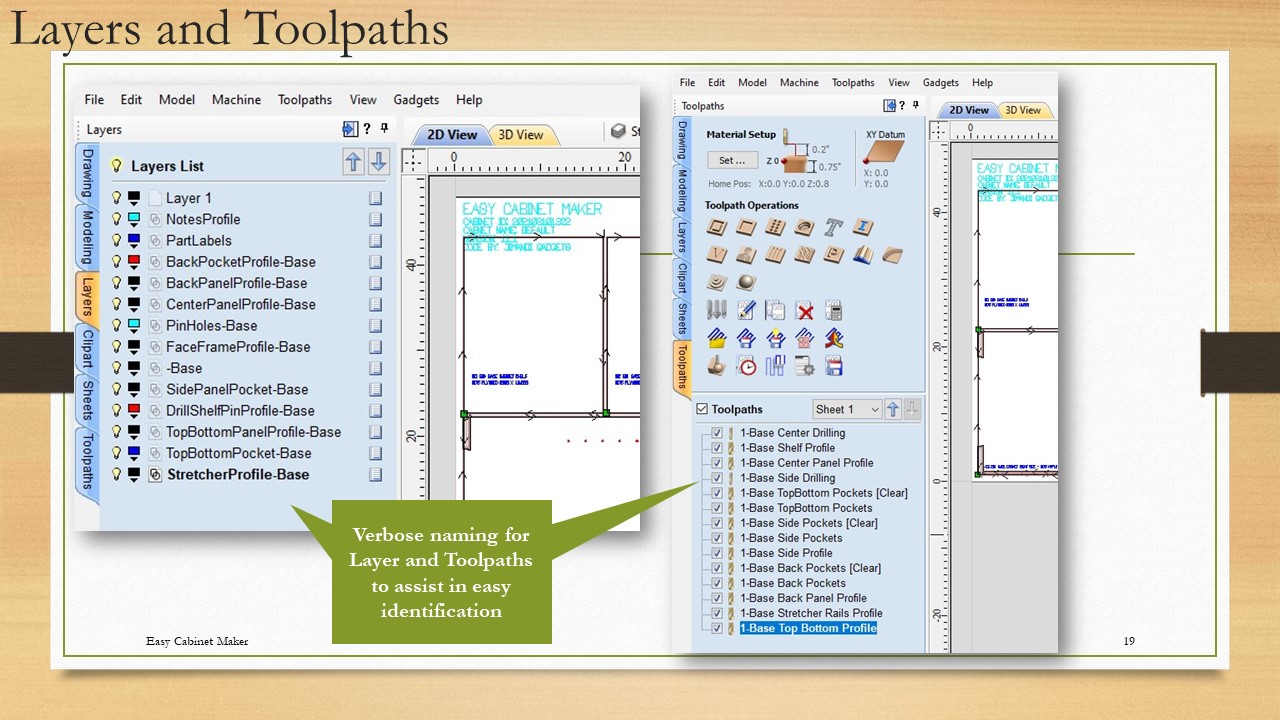 Layers and Toolpaths
File Edit Model Machine Toolpaths View Gadgets Help
Layers
?
2D View
3D View
Drawing
Modeling
Layers
Clipart
Sheets
Toolpaths
Layers List
Layer 1
NotesProfile
PartLabels
BackPocketProfile-Base
BackPanelProfile-Base
CenterPanelProfile-Base
PinHoles-Base
FaceFrameProfile-Base
-Base
SidePanelPocket-Base
DrillShelfPinProfile-Base
TopBottomPanelProfile-Base
TopBottomPocket-Base
StretcherProfile-Base
0
20
40
20
EASY CABINET MAKER
CABINET NAME: DEFAULT
CODE BY: JIMANDI GADGETS
Verbose naming for
Layer and Toolpaths
to assist in easy
identification
File Edit Model Machine Toolpaths View Gadgets Help
Toolpaths
?
2D View
3D View
Drawing
Modeling
Layers
Clipart
Sheets
Toolpaths
Material Setup
XY Datum
Set ...
Z 0
0.2"
0.75"
X: 0.0
Y: 0.0
Home Pos: X:0.0 Y:0.0 Z:0.8
Toolpath Operations
Toolpaths
Sheet 1
1-Base Center Drilling
1-Base Shelf Profile
1-Base Center Panel Profile
1-Base Side Drilling
1-Base TopBottom Pockets [Clear]
1-Base TopBottom Pockets
1-Base Side Pockets [Clear]
1-Base Side Pockets
1-Base Side Profile
1-Base Back Pockets [Clear]
1-Base Back Pockets
1-Base Back Panel Profile
1-Base Stretcher Rails Profile
1-Base Top Bottom Profile
0
40
20
0
-20
EASY CABINET M
Easy Cabinet Maker
19